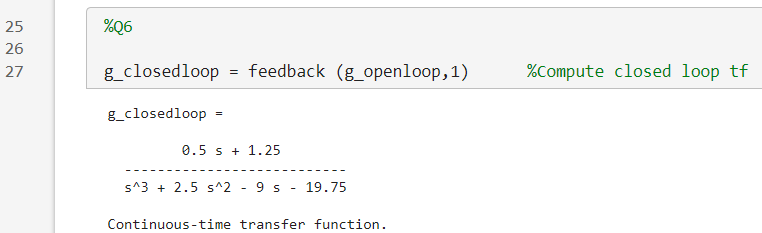 25 %Q6
26
27 g_closedloop = feedback (g_openloop,1) %Compute closed loop tf
g_closedloop =
0.5 s + 1.25
---------------------------
s^3 + 2.5 s^2 - 9 s - 19.75
Continuous-time transfer function.